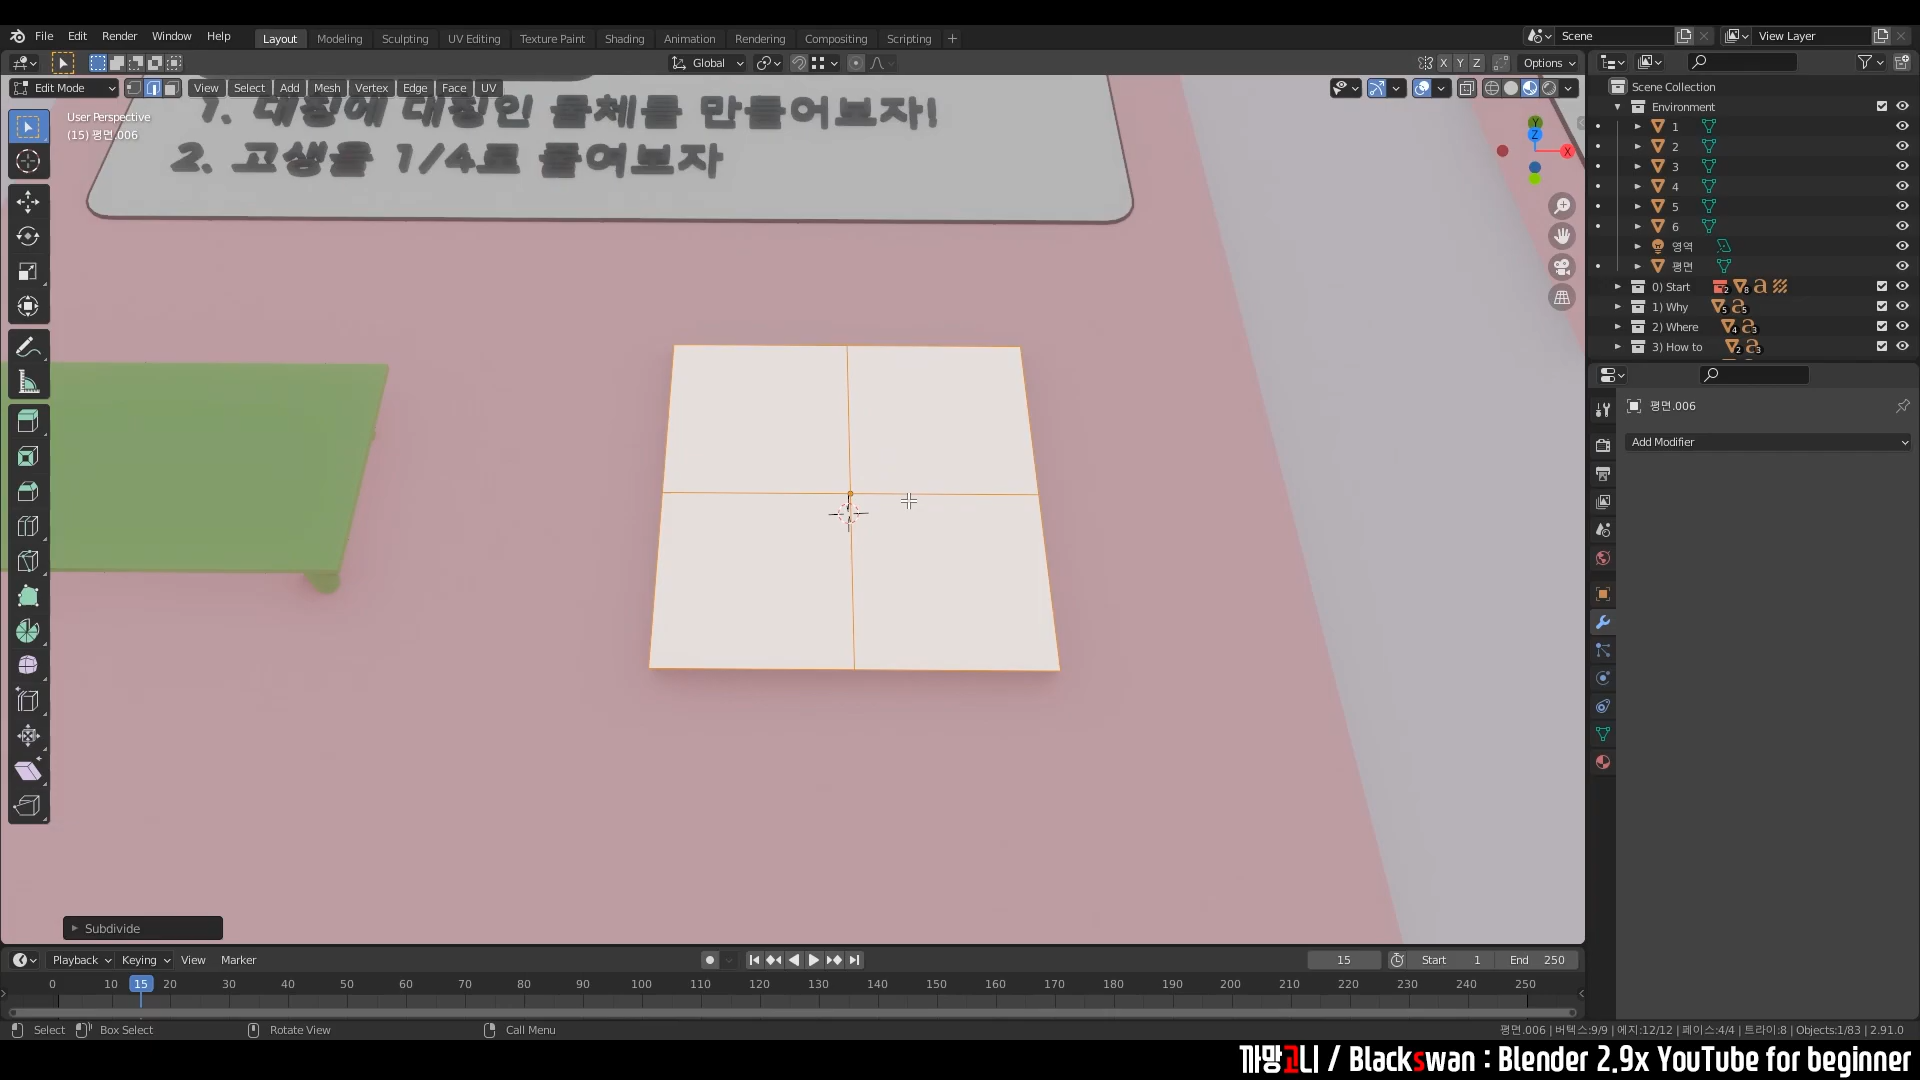 File Edit Render Window Help Layout Modeling Sculpting UV Editing Texture Paint Shading Animation Rendering Compositing Scripting + Scene View Layer
Global X Y Z Options
Edit Mode View Select Add Mesh Vertex Edge Face UV
User Perspective
(15) 평면.006
1. 대칭에 대칭인 물체를 만들어보자!
2. 고생을 1/4로 줄여보자
Y
Z
X
Scene Collection
Environment
1
2
3
4
5
6
영역
평면
0) Start 2 8
1) Why 5 5
2) Where 4 3
3) How to 2 3
평면.006
Add Modifier
Subdivide
Playback Keying View Marker 15 Start 1 End 250
0 10 15 20 30 40 50 60 70 80 90 100 110 120 130 140 150 160 170 180 190 200 210 220 230 240 250
Select Box Select Rotate View Call Menu 평면.006 | 버텍스:9/9 | 에지:12/12 | 페이스:4/4 | 트라이:8 | Objects:1/83 | 2.91.0
까망고니 / Blackswan : Blender 2.9x YouTube for beginner